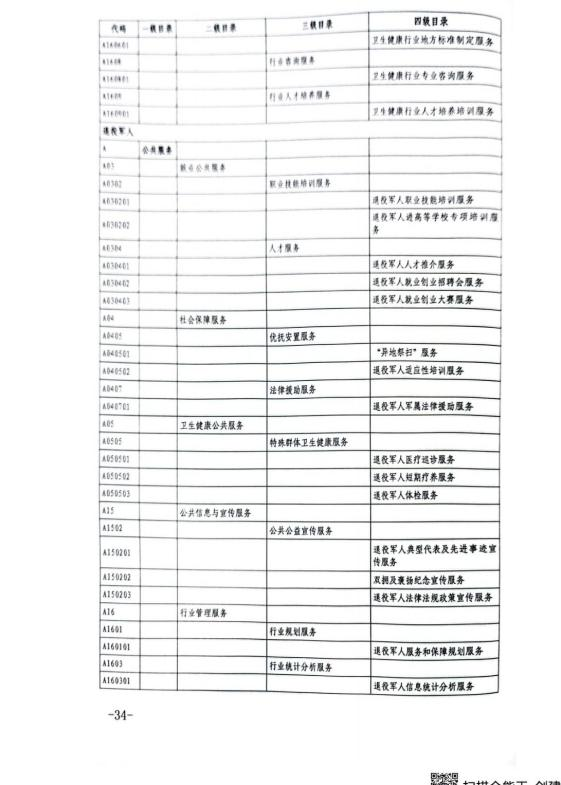 代码 一级目录 二级目录 三级目录 四级目录
A160601 卫生健康行业地方标准制定服务
A1608 行业咨询服务
A160801 卫生健康行业专业咨询服务
A1609 行业人才培养服务
A160901 卫生健康行业人才培养培训服务
退役军人
A 公共服务
A03 就业公共服务
A0302 职业技能培训服务
A030201 退役军人职业技能培训服务
A030202 退役军人进高等学校专项培训服
务
A0304 人才服务
A030401 退役军人人才推介服务
A030402 退役军人就业创业招聘会服务
A030403 退役军人就业创业大赛服务
A04 社会保障服务
A0405 优抚安置服务
A040501 “异地祭扫”服务
A040502 退役军人适应性培训服务
A0407 法律援助服务
A040701 退役军人军属法律援助服务
A05 卫生健康公共服务
A0505 特殊群体卫生健康服务
A050501 退役军人医疗巡诊服务
A050502 退役军人短期疗养服务
A050503 退役军人体检服务
A15 公共信息与宣传服务
A1502 公共公益宣传服务
A150201 退役军人典型代表及先进事迹宣
传服务
A150202 双拥及褒扬纪念宣传服务
A150203 退役军人法律法规政策宣传服务
A16 行业管理服务
A1601 行业规划服务
A160101 退役军人服务和保障规划服务
A1603 行业统计分析服务
A160301 退役军人信息统计分析服务
-34-